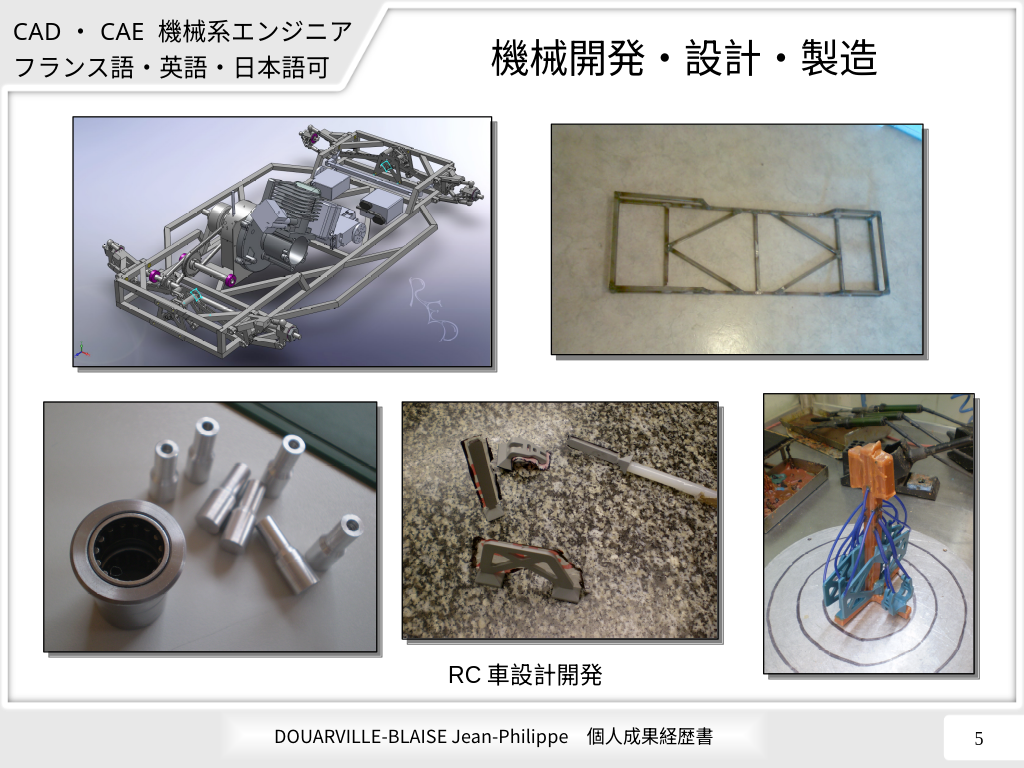 CAD ・ CAE 機械系エンジニア
フランス語・英語・日本語可
機械開発・設計・製造
RED
RC 車設計開発
DOUARVILLE-BLAISE Jean-Philippe　個人成果経歴書
5